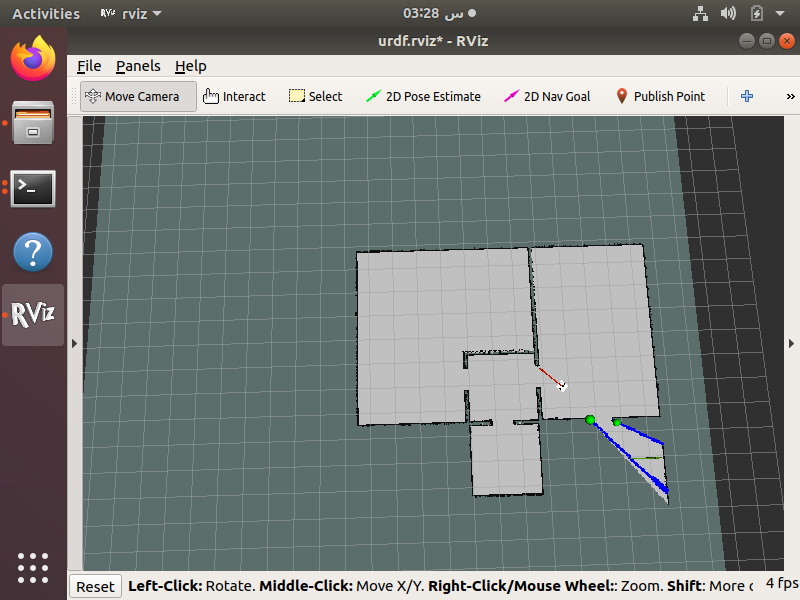 Activities
RViz
rviz
03:28 س
urdf.rviz* - RViz
File Panels Help
Move Camera Interact Select 2D Pose Estimate 2D Nav Goal Publish Point »
>_
?
RViz
Reset Left-Click: Rotate. Middle-Click: Move X/Y. Right-Click/Mouse Wheel:: Zoom. Shift: More 4 fps